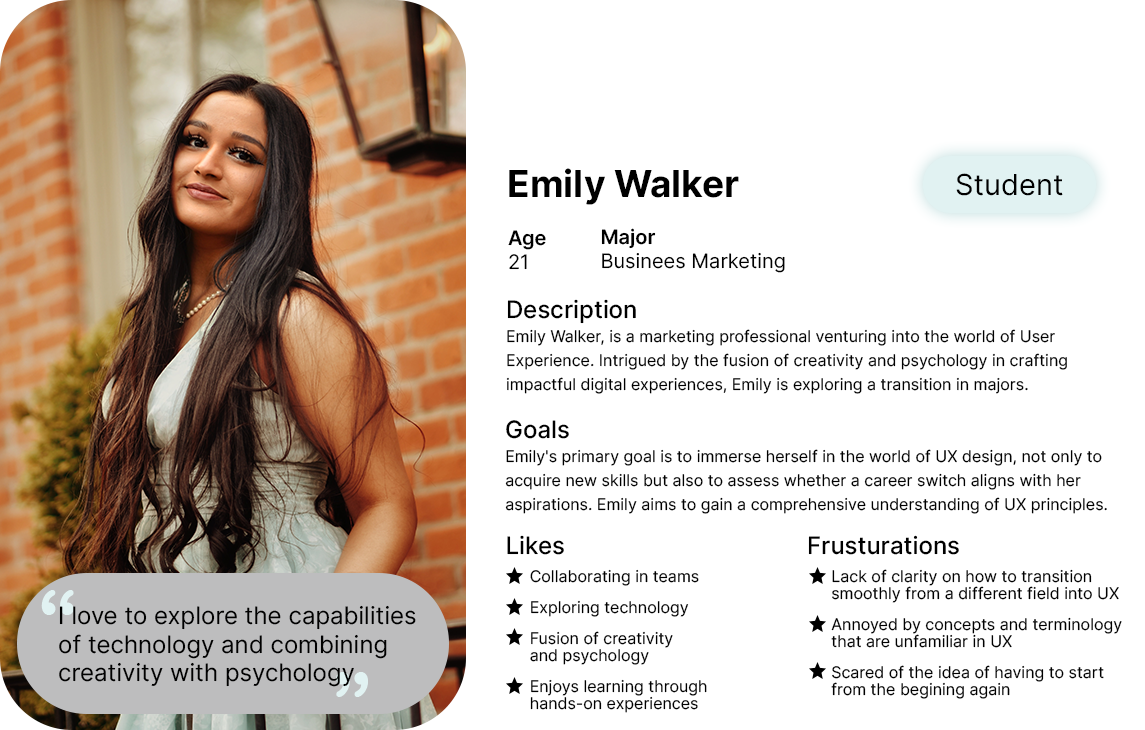 Emily Walker
Student
Age
21
Major
Businees Marketing
Description
Emily Walker, is a marketing professional venturing into the world of User
Experience. Intrigued by the fusion of creativity and psychology in crafting
impactful digital experiences, Emily is exploring a transition in majors.
Goals
Emily's primary goal is to immerse herself in the world of UX design, not only to
acquire new skills but also to assess whether a career switch aligns with her
aspirations. Emily aims to gain a comprehensive understanding of UX principles.
Likes
★ Collaborating in teams
★ Exploring technology
★ Fusion of creativity
and psychology
★ Enjoys learning through
hands-on experiences
Frusturations
★ Lack of clarity on how to transition
smoothly from a different field into UX
★ Annoyed by concepts and terminology
that are unfamiliar in UX
★ Scared of the idea of having to start
from the begining again
“I love to explore the capabilities
of technology and combining
creativity with psychology”